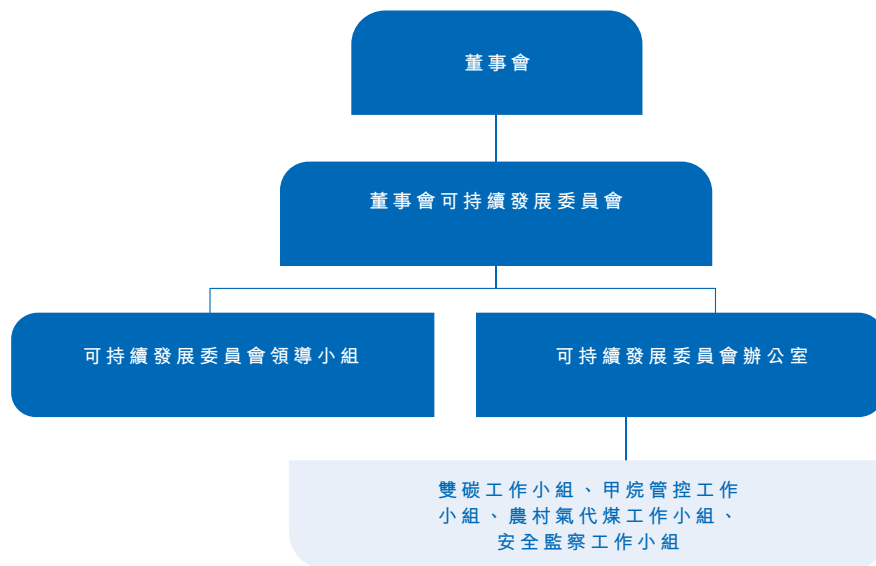 董事會
董事會可持續發展委員會
可持續發展委員會領導小組
可持續發展委員會辦公室
雙碳工作小組、甲烷管控工作
小組、農村氣代煤工作小組、
安全監察工作小組